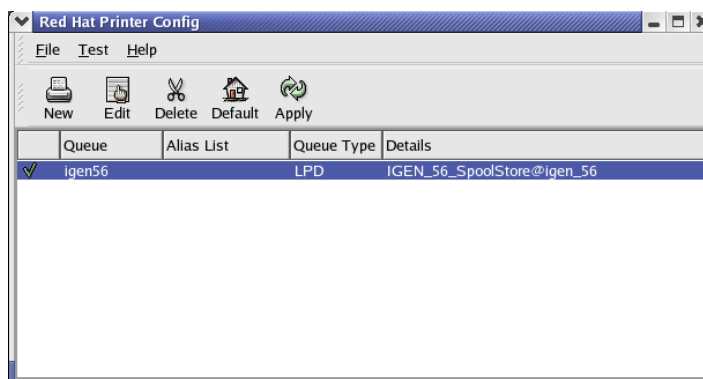 Red Hat Printer Config
File Test Help
New Edit Delete Default Apply
Queue Alias List Queue Type Details
igen56 LPD IGEN_56_SpoolStore@igen_56